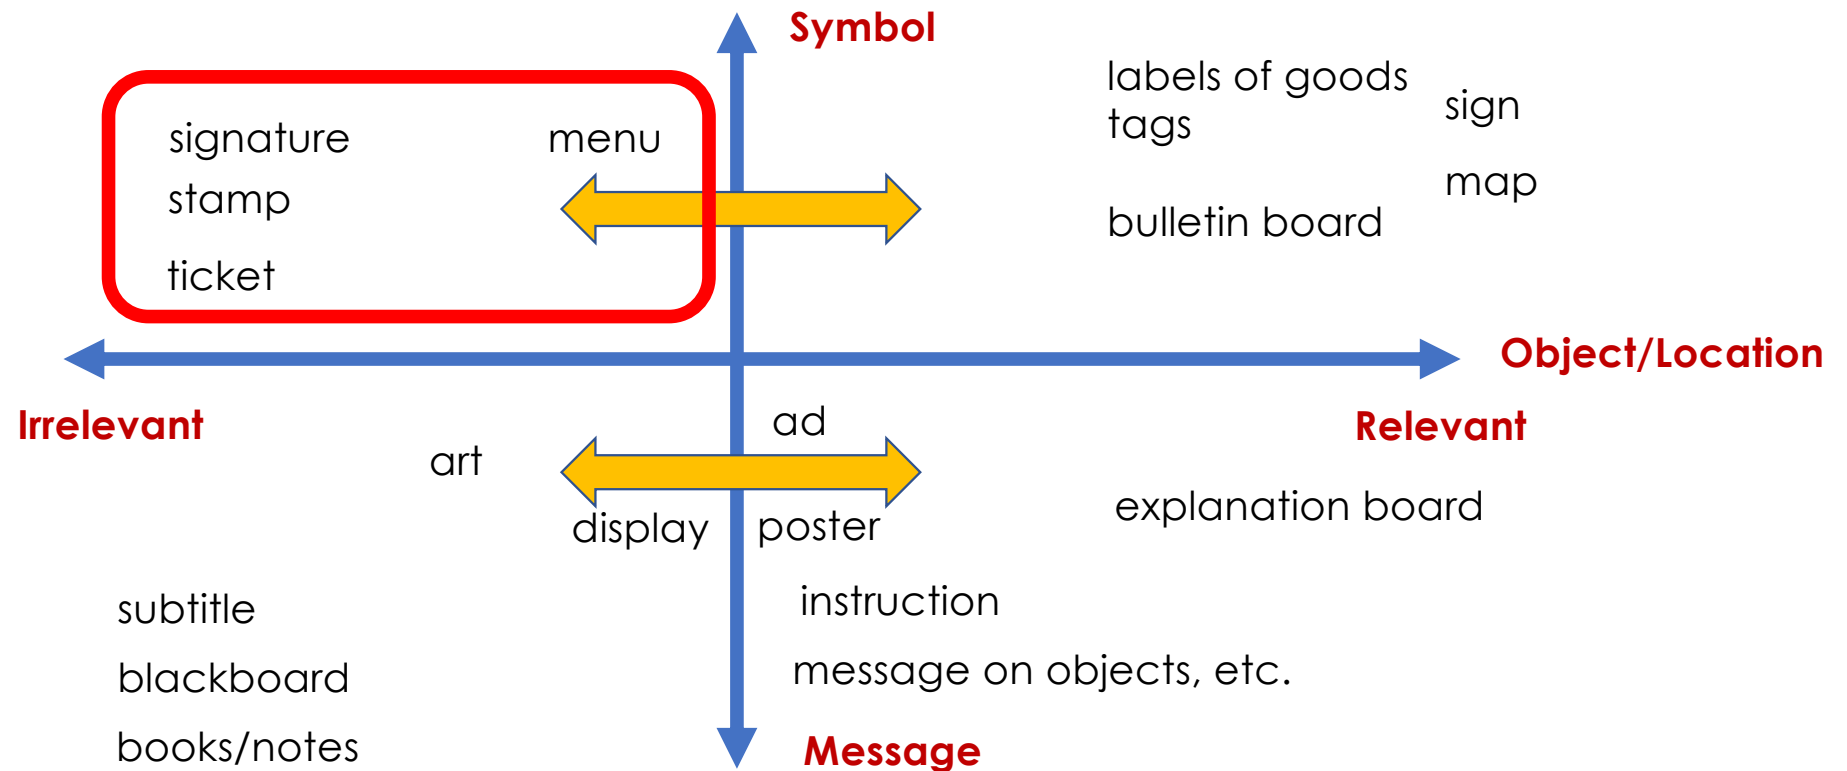 Symbol
labels of goods
tags
sign
signature
menu
stamp
map
bulletin board
ticket
Object/Location
Irrelevant
Relevant
ad
art
explanation board
display
poster
subtitle
instruction
blackboard
message on objects, etc.
books/notes
Message